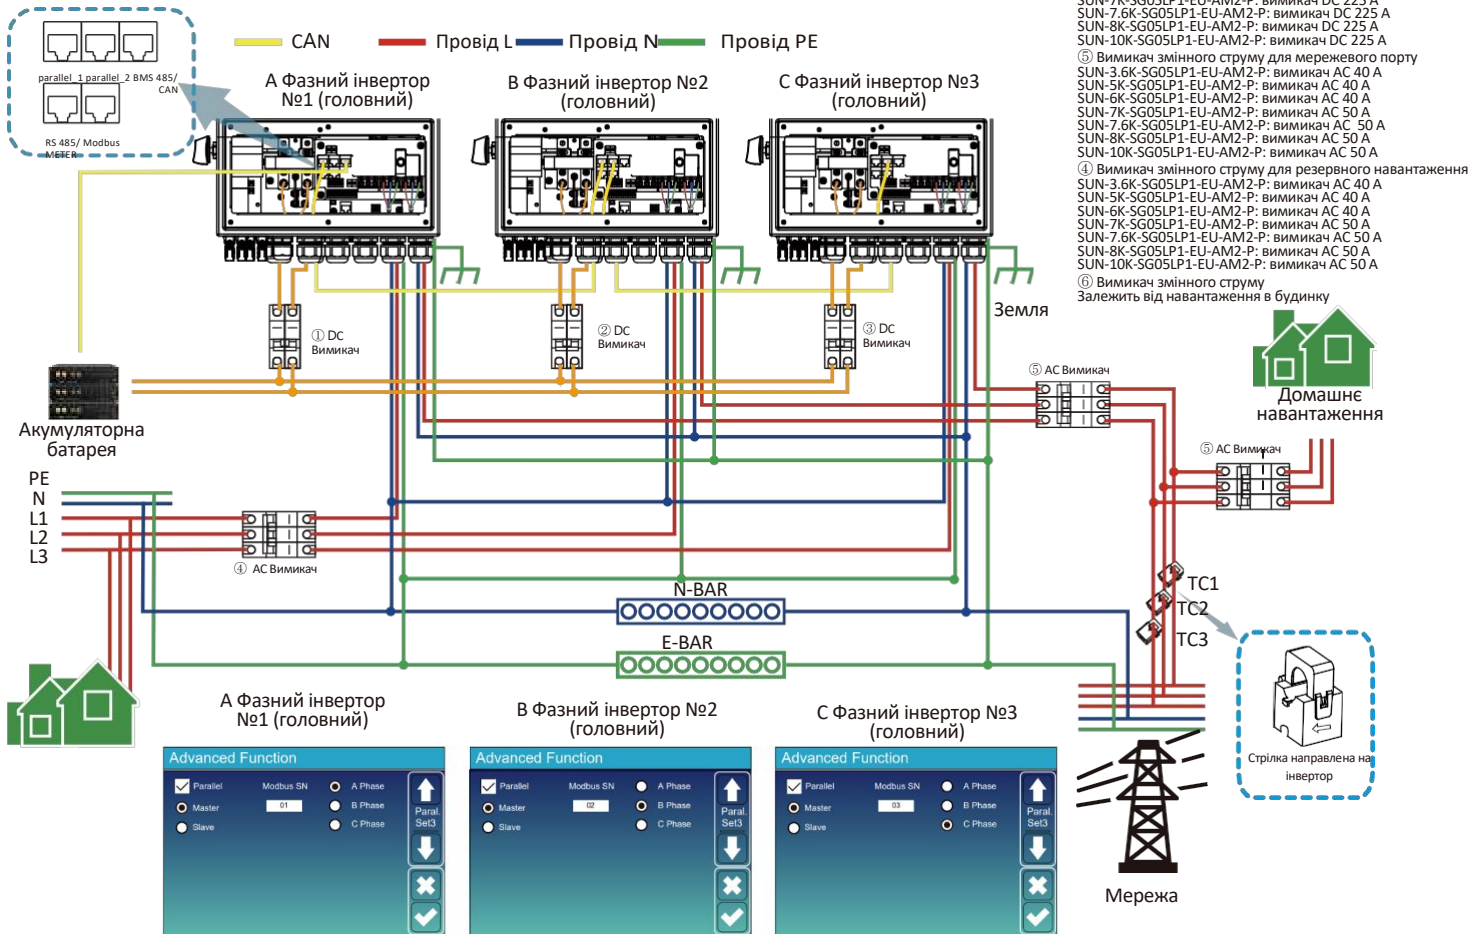 SUN-7K-SG05LP1-EU-AM2-P: вимикач DC 225 A
SUN-7.6K-SG05LP1-EU-AM2-P: вимикач DC 225 A
SUN-8K-SG05LP1-EU-AM2-P: вимикач DC 225 A
SUN-10K-SG05LP1-EU-AM2-P: вимикач DC 225 A
⑤ Вимикач змінного струму для мережевого порту
SUN-3.6K-SG05LP1-EU-AM2-P: вимикач AC 40 A
SUN-5K-SG05LP1-EU-AM2-P: вимикач AC 40 A
SUN-6K-SG05LP1-EU-AM2-P: вимикач AC 40 A
SUN-7K-SG05LP1-EU-AM2-P: вимикач AC 50 A
SUN-7.6K-SG05LP1-EU-AM2-P: вимикач AC 50 A
SUN-8K-SG05LP1-EU-AM2-P: вимикач AC 50 A
SUN-10K-SG05LP1-EU-AM2-P: вимикач AC 50 A
④ Вимикач змінного струму для резервного навантаження
SUN-3.6K-SG05LP1-EU-AM2-P: вимикач AC 40 A
SUN-5K-SG05LP1-EU-AM2-P: вимикач AC 40 A
SUN-6K-SG05LP1-EU-AM2-P: вимикач AC 40 A
SUN-7K-SG05LP1-EU-AM2-P: вимикач AC 50 A
SUN-7.6K-SG05LP1-EU-AM2-P: вимикач AC 50 A
SUN-8K-SG05LP1-EU-AM2-P: вимикач AC 50 A
SUN-10K-SG05LP1-EU-AM2-P: вимикач AC 50 A
⑥ Вимикач змінного струму
Залежить від навантаження в будинку
CAN
Провід L
Провід N
Провід PE
parallel_1 parallel_2 BMS 485/
CAN
RS 485/ Modbus
METER
А Фазний інвертор
№1 (головний)
В Фазний інвертор №2
(головний)
С Фазний інвертор №3
(головний)
Земля
① DC
Вимикач
② DC
Вимикач
③ DC
Вимикач
Акумуляторна
батарея
⑤ AC Вимикач
Домашнє
навантаження
⑤ AC Вимикач
PE
N
L1
L2
L3
④ AC Вимикач
N-BAR
E-BAR
TC1
TC2
TC3
Стрілка направлена на
інвертор
Мережа
А Фазний інвертор
№1 (головний)
В Фазний інвертор №2
(головний)
С Фазний інвертор №3
(головний)
Advanced Function
Parallel
Modbus SN
A Phase
Master
01
B Phase
Slave
C Phase
Paral.
Set3
Advanced Function
Parallel
Modbus SN
A Phase
Master
02
B Phase
Slave
C Phase
Paral.
Set3
Advanced Function
Parallel
Modbus SN
A Phase
Master
03
B Phase
Slave
C Phase
Paral.
Set3